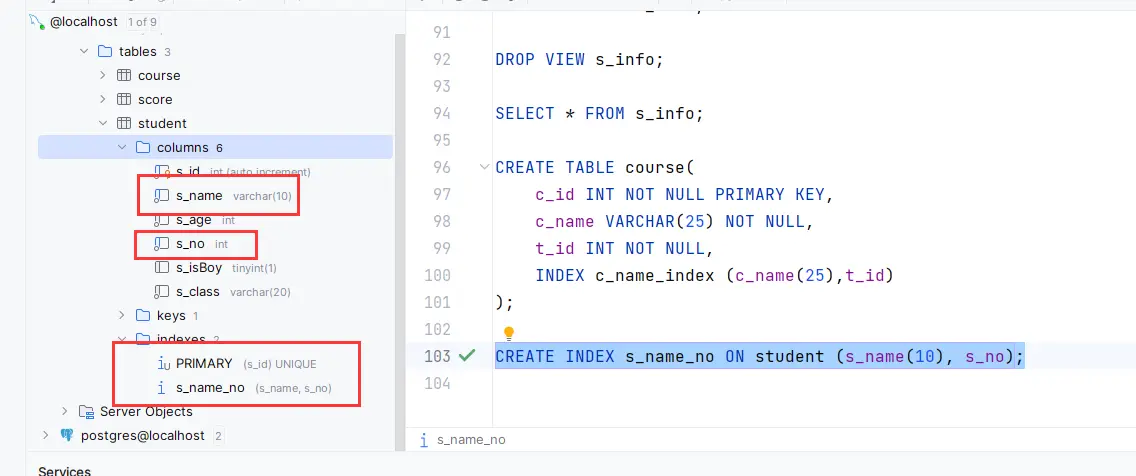 @localhost 1 of 9
tables 3
course
score
student
columns 6
s_id int (auto increment)
s_name varchar(10)
s_age int
s_no int
s_isBoy tinyint(1)
s_class varchar(20)
keys 1
indexes 2
PRIMARY (s_id) UNIQUE
s_name_no (s_name, s_no)
Server Objects
postgres@localhost 2
Services
91
92 DROP VIEW s_info;
93
94 SELECT * FROM s_info;
95
96 CREATE TABLE course(
97 c_id INT NOT NULL PRIMARY KEY,
98 c_name VARCHAR(25) NOT NULL,
99 t_id INT NOT NULL,
100 INDEX c_name_index (c_name(25),t_id)
101 );
102
103 CREATE INDEX s_name_no ON student (s_name(10), s_no);
104
s_name_no